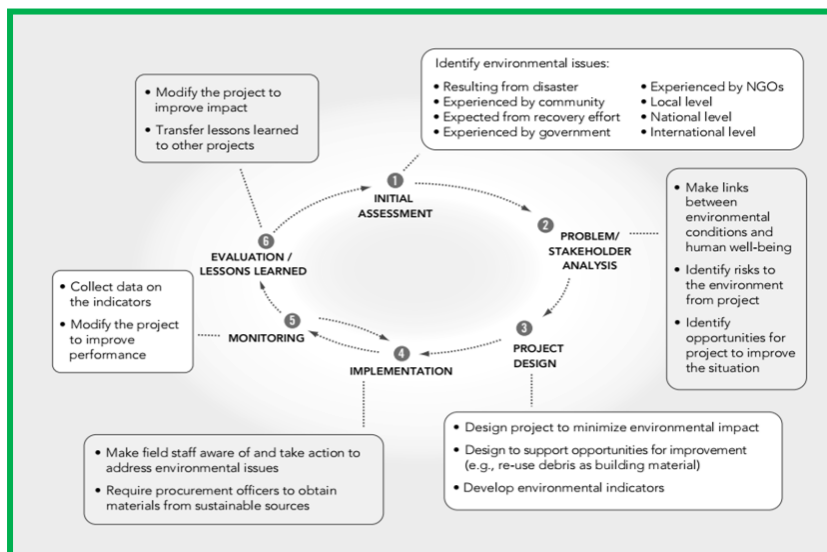 Identify environmental issues:
• Resulting from disaster
• Experienced by community
• Expected from recovery effort
• Experienced by government
• Experienced by NGOs
• Local level
• National level
• International level
1
INITIAL
ASSESSMENT
2
PROBLEM/
STAKEHOLDER
ANALYSIS
• Make links
between
environmental
conditions and
human well-being
• Identify risks to
the environment
from project
• Identify
opportunities for
project to improve
the situation
3
PROJECT
DESIGN
• Design project to minimize environmental impact
• Design to support opportunities for improvement
(e.g., re-use debris as building material)
• Develop environmental indicators
4
IMPLEMENTATION
• Make field staff aware of and take action to
address environmental issues
• Require procurement officers to obtain
materials from sustainable sources
5
MONITORING
• Collect data on
the indicators
• Modify the project
to improve
performance
6
EVALUATION /
LESSONS LEARNED
• Modify the project to
improve impact
• Transfer lessons learned
to other projects